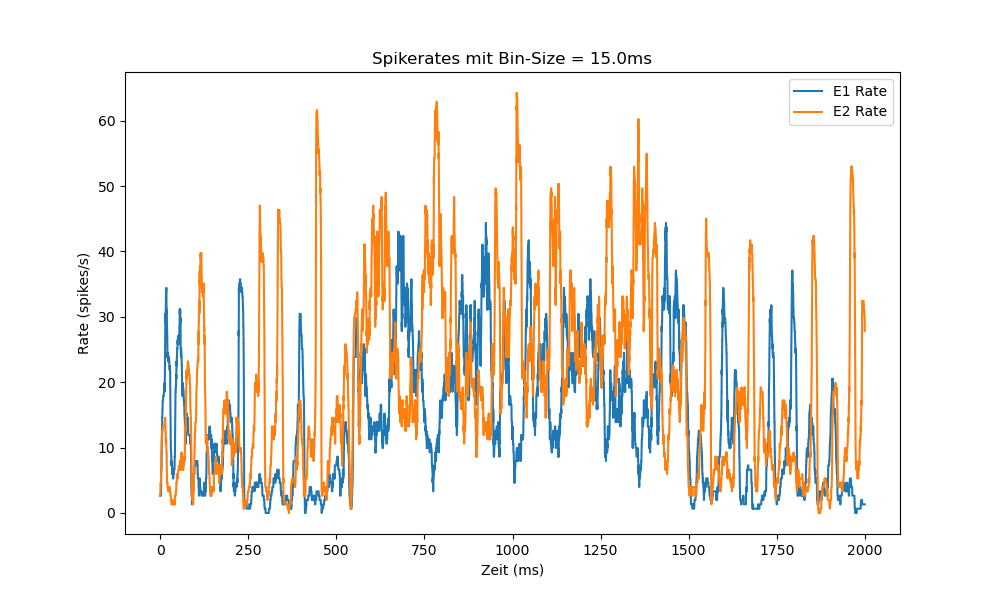 Spikerates mit Bin-Size = 15.0ms
E1 Rate
E2 Rate
Rate (spikes/s)
60
50
40
30
20
10
0
0 250 500 750 1000 1250 1500 1750 2000
Zeit (ms)